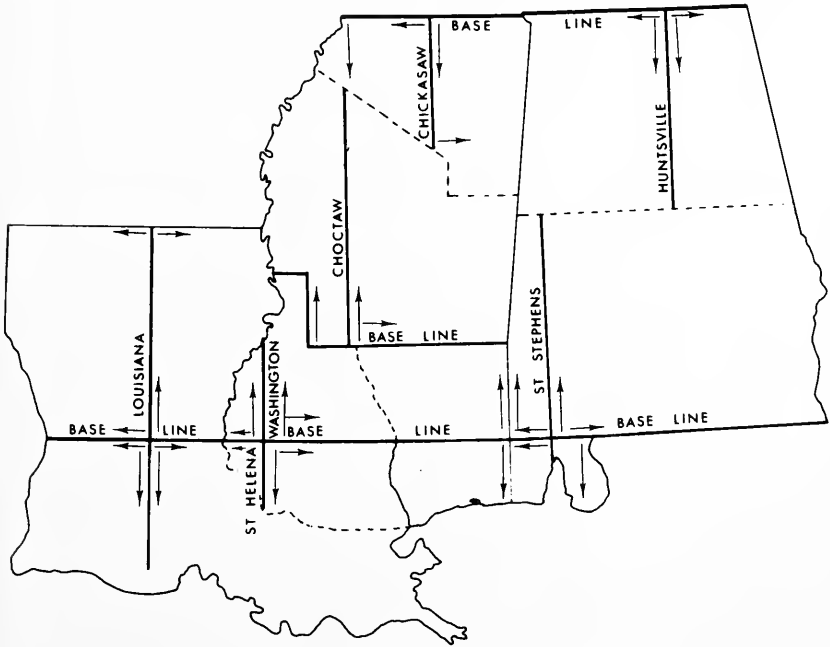 BASE LINE
CHICKASAW
HUNTSVILLE
CHOCTAW
ST STEPHENS
LOUISIANA
WASHINGTON
BASE LINE
BASE LINE
BASE LINE
BASE LINE
ST HELENA